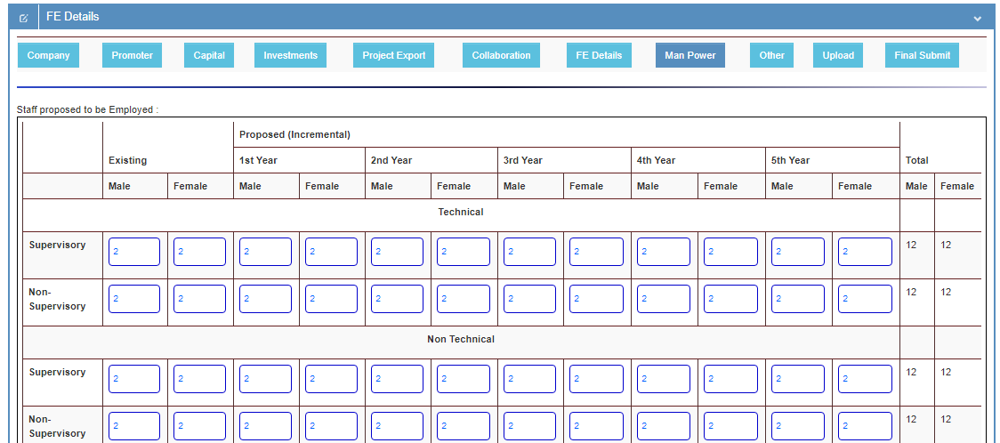 FE Details
Company Promoter Capital Investments Project Export Collaboration FE Details Man Power Other Upload Final Submit
Staff proposed to be Employed :
Proposed (Incremental)
Existing 1st Year 2nd Year 3rd Year 4th Year 5th Year Total
Male Female Male Female Male Female Male Female Male Female Male Female Male Female
Technical
Supervisory 2 2 2 2 2 2 2 2 2 2 2 2 12 12
Non-
Supervisory 2 2 2 2 2 2 2 2 2 2 2 2 12 12
Non Technical
Supervisory 2 2 2 2 2 2 2 2 2 2 2 2 12 12
Non-
Supervisory 2 2 2 2 2 2 2 2 2 2 2 2 12 12